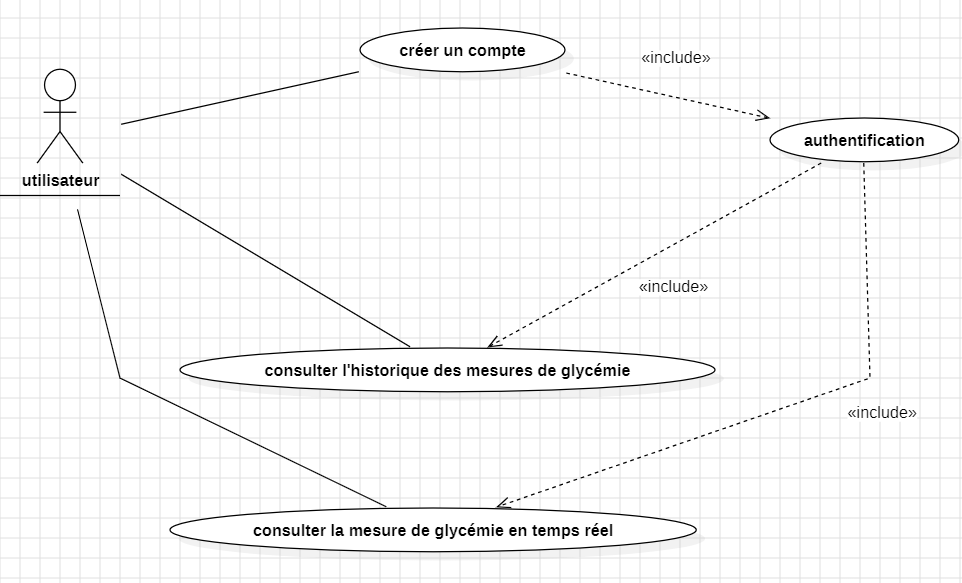 créer un compte
«include»
authentification
utilisateur
«include»
consulter l'historique des mesures de glycémie
«include»
consulter la mesure de glycémie en temps réel